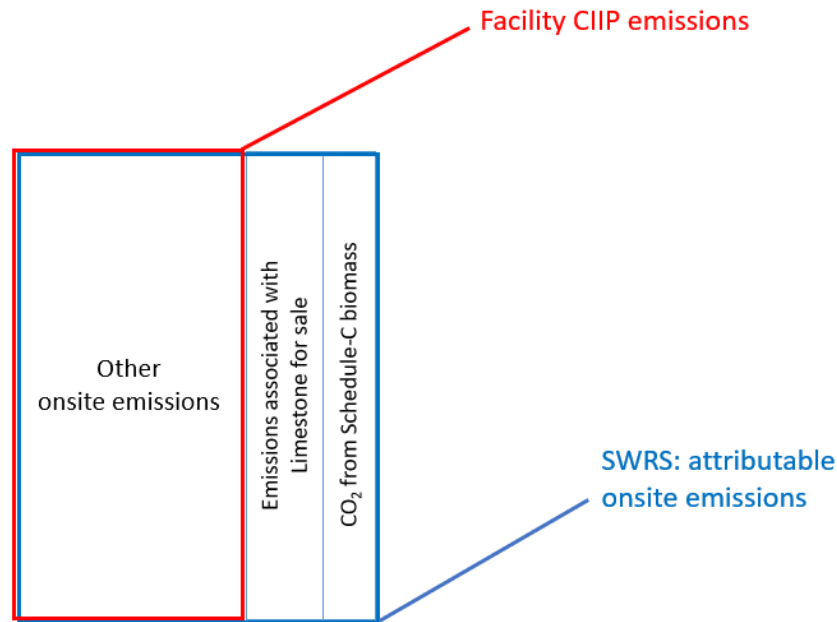 Facility CIIP emissions
Other
onsite emissions
Emissions associated with
Limestone for sale
CO₂ from Schedule-C biomass
SWRS: attributable
onsite emissions